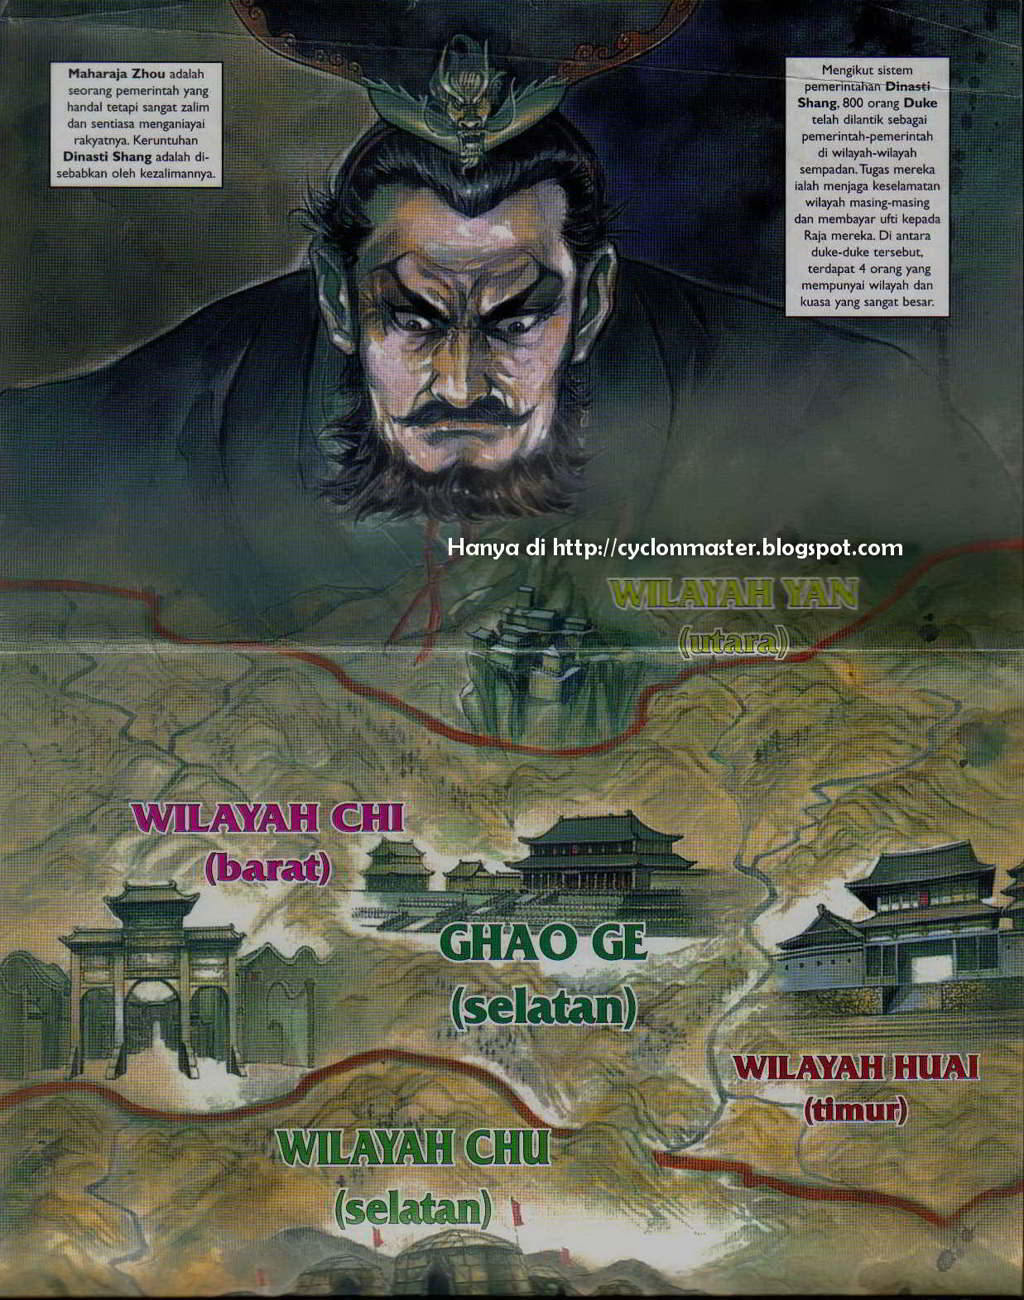 Maharaja Zhou adalah
seorang pemerintah yang
handal tetapi sangat zalim
dan sentiasa menganiayai
rakyatnya. Keruntuhan
Dinasti Shang adalah di-
sebabkan oleh kezalimannya.
Mengikut sistem
pemerintahan Dinasti
Shang, 800 orang Duke
telah dilantik sebagai
pemerintah-pemerintah
di wilayah-wilayah
sempadan. Tugas mereka
ialah menjaga keselamatan
wilayah masing-masing
dan membayar ufti kepada
Raja mereka. Di antara
duke-duke tersebut,
terdapat 4 orang yang
mempunyai wilayah dan
kuasa yang sangat besar.
Hanya di http://cyclonmaster.blogspot.com
WILAYAH YAN
(utara)
WILAYAH CHI
(barat)
GHAO GE
(selatan)
WILAYAH HUAI
(timur)
WILAYAH CHU
(selatan)